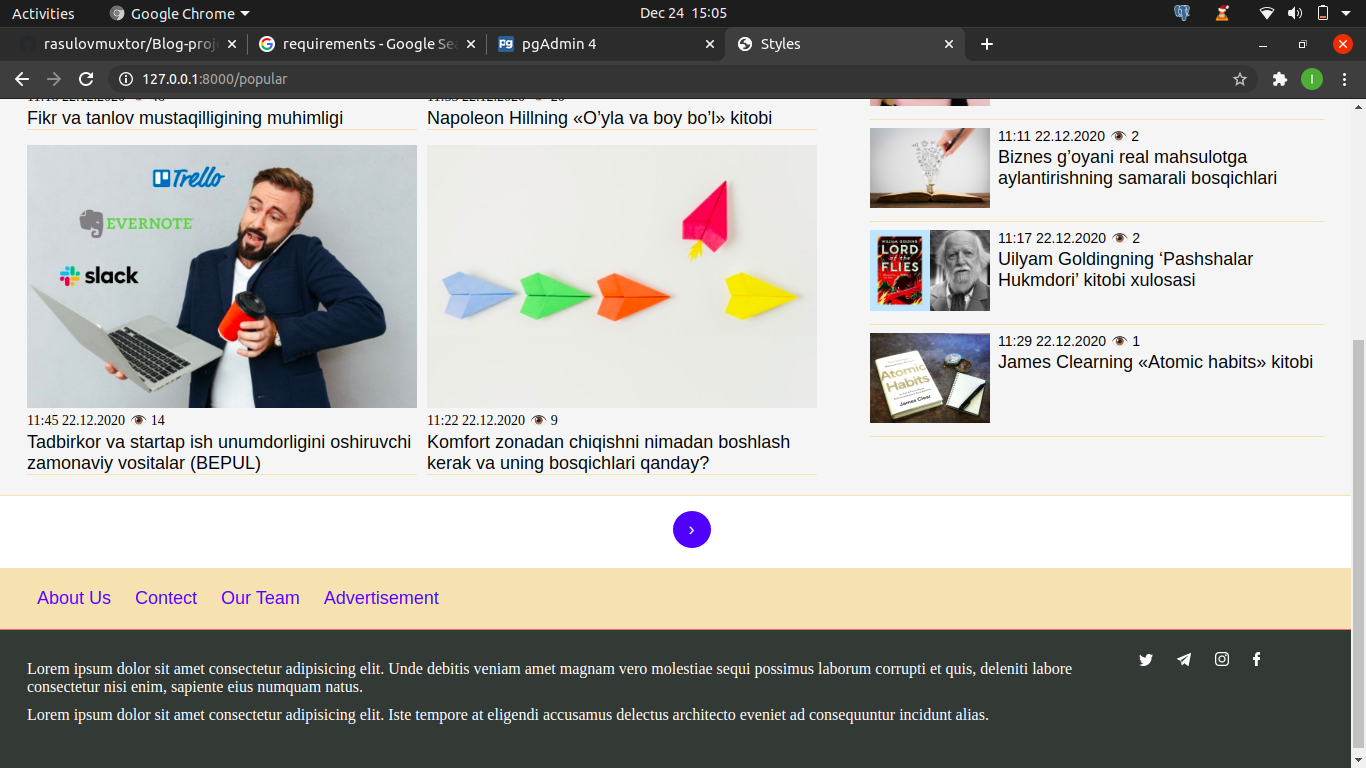 Activities
Google Chrome
Dec 24 15:05
rasulovmuxtor/Blog-proj
requirements - Google Sea
pgAdmin 4
Styles
127.0.0.1:8000/popular
I
Fikr va tanlov mustaqilligining muhimligi
Napoleon Hillning «O’yla va boy bo’l» kitobi
Trello
EVERNOTE
slack
11:45 22.12.2020 14
Tadbirkor va startap ish unumdorligini oshiruvchi
zamonaviy vositalar (BEPUL)
11:22 22.12.2020 9
Komfort zonadan chiqishni nimadan boshlash
kerak va uning bosqichlari qanday?
11:11 22.12.2020 2
Biznes g’oyani real mahsulotga
aylantirishning samarali bosqichlari
WILLIAM GOLDING
LORD
of the
FLIES
11:17 22.12.2020 2
Uilyam Goldingning ‘Pashshalar
Hukmdori’ kitobi xulosasi
Atomic
Habits
James Clear
11:29 22.12.2020 1
James Clearning «Atomic habits» kitobi
›
About Us
Contect
Our Team
Advertisement
Lorem ipsum dolor sit amet consectetur adipisicing elit. Unde debitis veniam amet magnam vero molestiae sequi possimus laborum corrupti et quis, deleniti labore
consectetur nisi enim, sapiente eius numquam natus.
Lorem ipsum dolor sit amet consectetur adipisicing elit. Iste tempore at eligendi accusamus delectus architecto eveniet ad consequuntur incidunt alias.